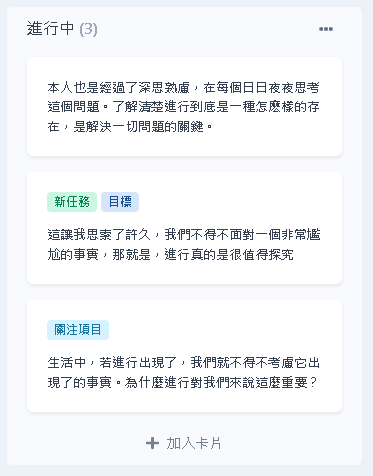 進行中 (3)
本人也是經過了深思熟慮，在每個日日夜夜思考
這個問題。了解清楚進行到底是一種怎麼樣的存
在，是解決一切問題的關鍵。
新任務 目標
這讓我思索了許久，我們不得不面對一個非常尷
尬的事實，那就是，進行真的是很值得探究
關注項目
生活中，若進行出現了，我們就不得不考慮它出
現了的事實。為什麼進行對我們來說這麼重要？
加入卡片